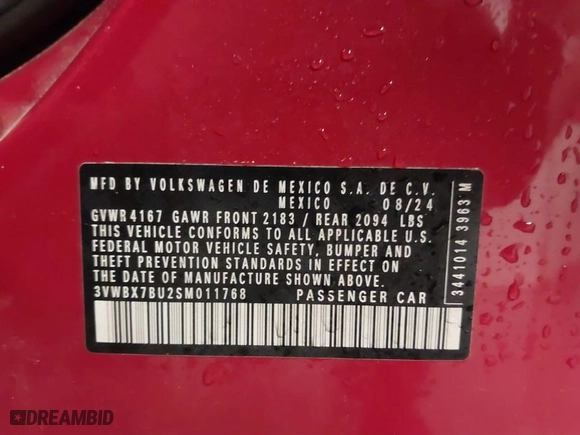 MFD BY VOLKSWAGEN DE MEXICO S.A. DE C.V.
MEXICO 08/24
GVWR 4167 GAWR FRONT 2183 / REAR 2094 LBS
THIS VEHICLE CONFORMS TO ALL APPLICABLE U.S.
FEDERAL MOTOR VEHICLE SAFETY, BUMPER AND
THEFT PREVENTION STANDARDS IN EFFECT ON
THE DATE OF MANUFACTURE SHOWN ABOVE.
3VWBX7BU2SM011768 PASSENGER CAR
3441014 3963 M
DREAMBID